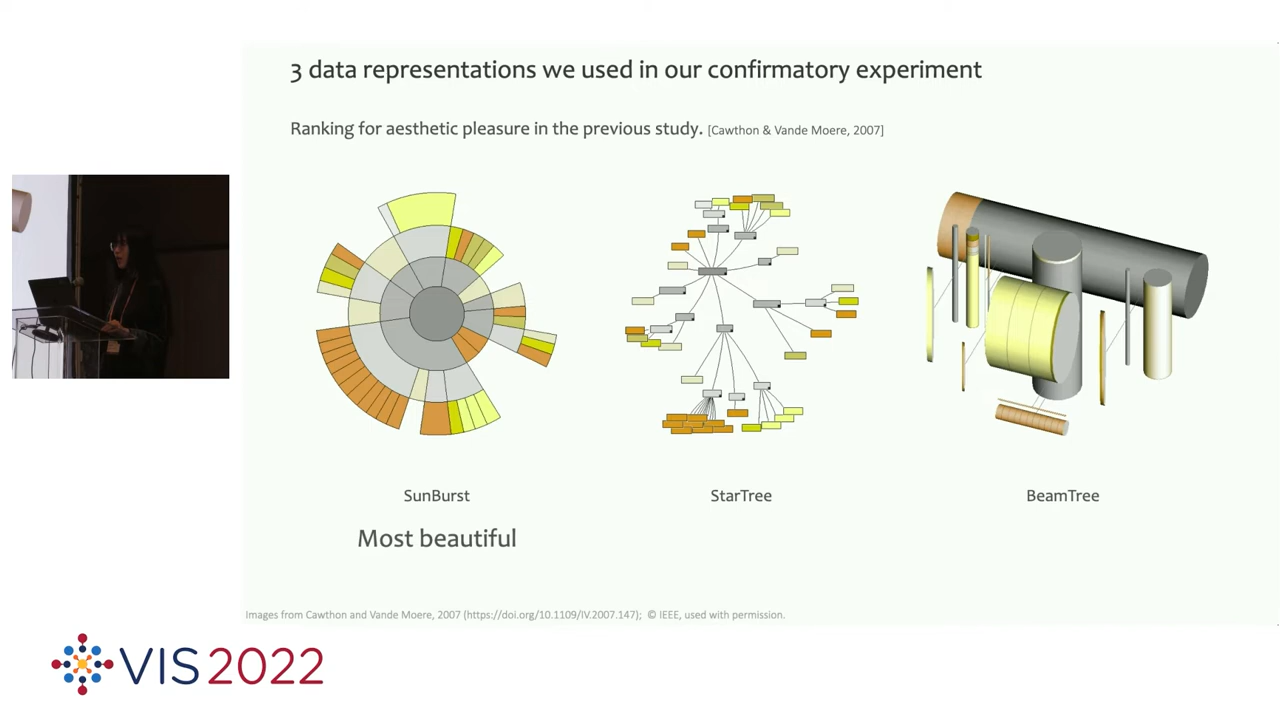 3 data representations we used in our confirmatory experiment
Ranking for aesthetic pleasure in the previous study. [Cawthon & Vande Moere, 2007]
SunBurst
StarTree
BeamTree
Most beautiful
Images from Cawthon and Vande Moere, 2007 (https://doi.org/10.1109/IV.2007.147); © IEEE, used with permission.
VIS2022